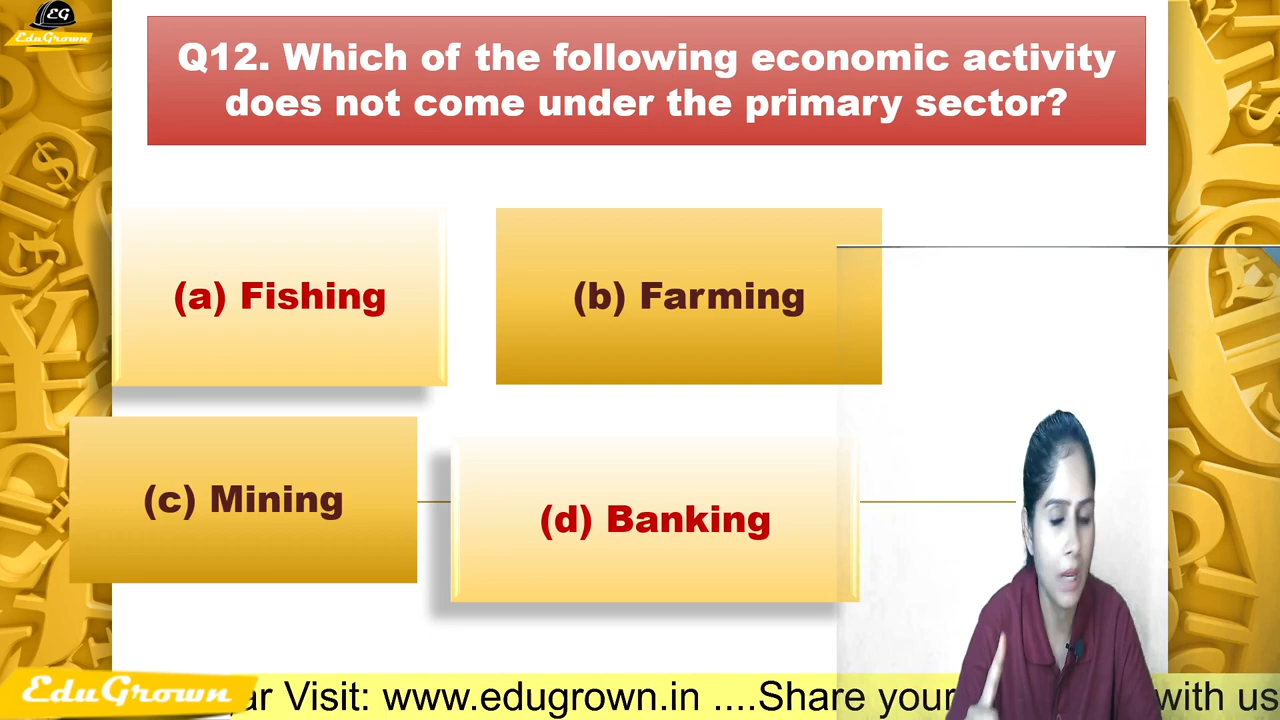 EG
EduGrown
Q12. Which of the following economic activity
does not come under the primary sector?
(a) Fishing
(b) Farming
(c) Mining
(d) Banking
EduGrown
Visit: www.edugrown.in ....Share your
with us